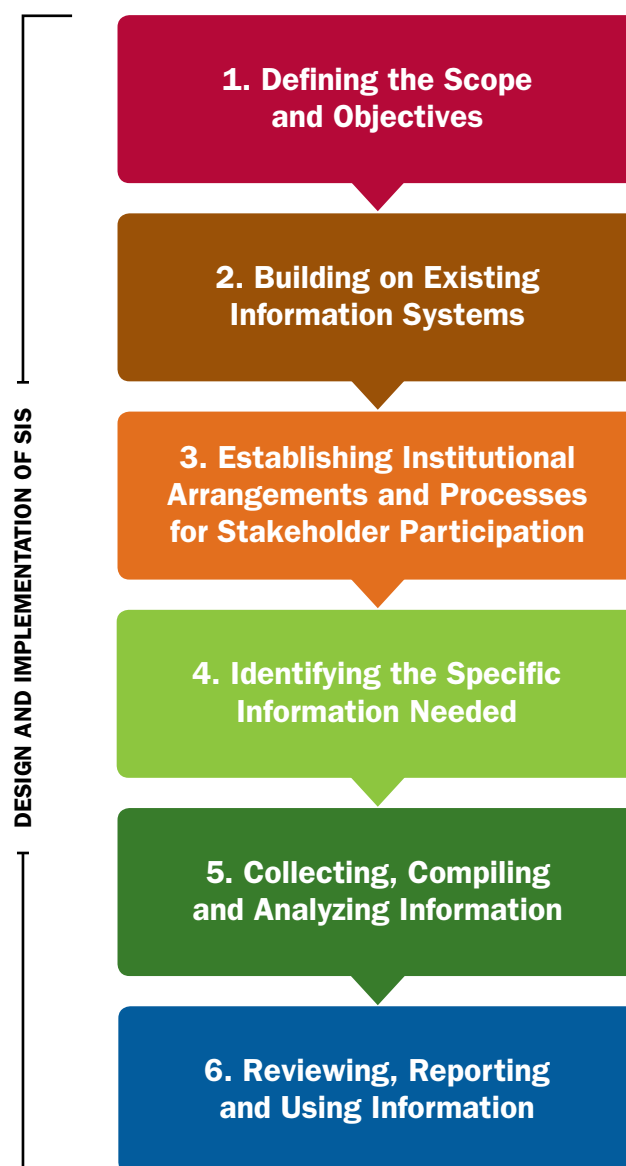 DESIGN AND IMPLEMENTATION OF SIS
1. Defining the Scope
and Objectives
2. Building on Existing
Information Systems
3. Establishing Institutional
Arrangements and Processes
for Stakeholder Participation
4. Identifying the Specific
Information Needed
5. Collecting, Compiling
and Analyzing Information
6. Reviewing, Reporting
and Using Information